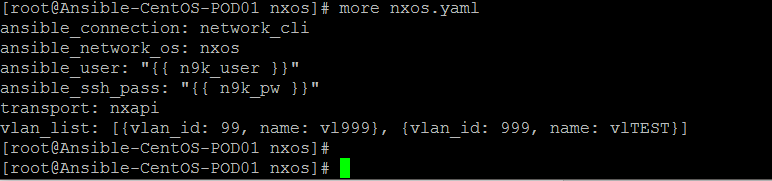 [root@Ansible-CentOS-POD01 nxos]# more nxos.yaml
ansible_connection: network_cli
ansible_network_os: nxos
ansible_user: "{{ n9k_user }}"
ansible_ssh_pass: "{{ n9k_pw }}"
transport: nxapi
vlan_list: [{vlan_id: 99, name: vl999}, {vlan_id: 999, name: vlTEST}]
[root@Ansible-CentOS-POD01 nxos]#
[root@Ansible-CentOS-POD01 nxos]#